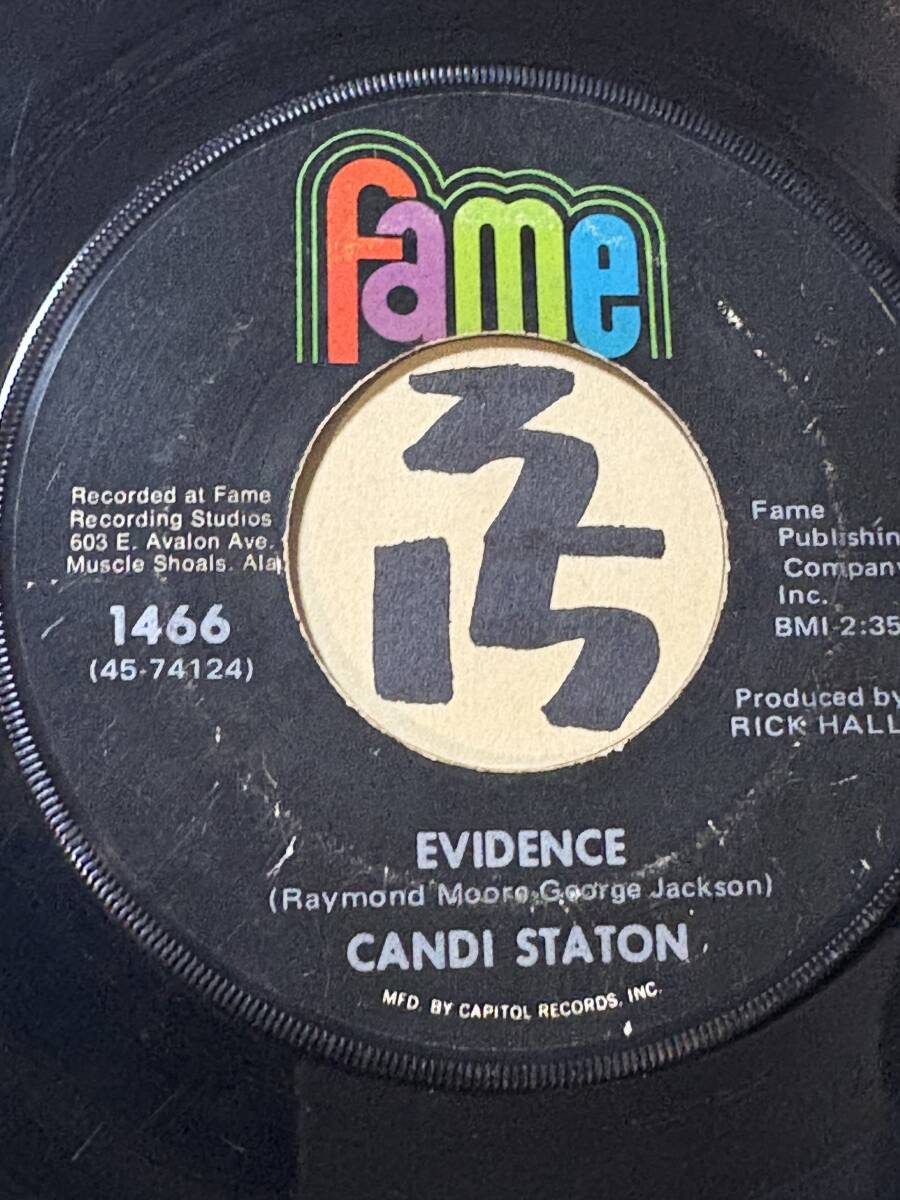 fame
Recorded at Fame
Recording Studios
603 E. Avalon Ave.
Muscle Shoals. Ala
1466
(45-74124)
Fame
Publishin
Company
Inc.
BMI-2:35
Produced by
RICK HALL
EVIDENCE
(Raymond Moore, George Jackson)
CANDI STATON
MFD. BY CAPITOL RECORDS, INC.